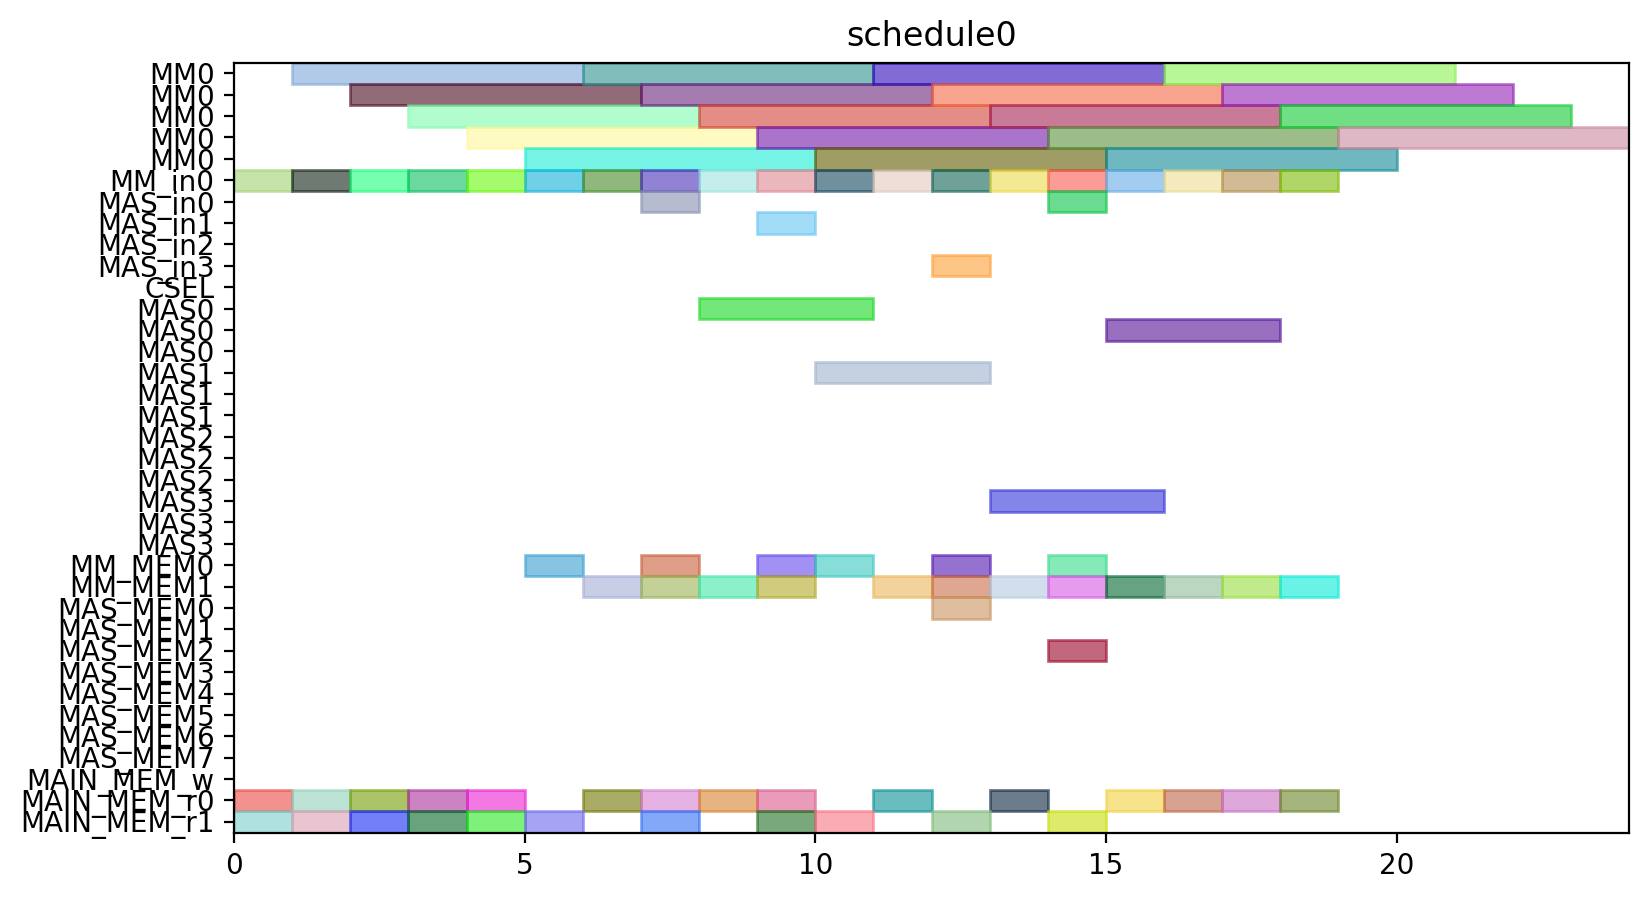 schedule0
MM0
MM0
MM0
MM0
MM0
MM_in0
MAS_in0
MAS_in1
MAS_in2
MAS_in3
CSEL
MAS0
MAS0
MAS0
MAS1
MAS1
MAS1
MAS2
MAS2
MAS2
MAS3
MAS3
MAS3
MM_MEM0
MM_MEM1
MAS_MEM0
MAS_MEM1
MAS_MEM2
MAS_MEM3
MAS_MEM4
MAS_MEM5
MAS_MEM6
MAS_MEM7
MAIN_MEM_w
MAIN_MEM_r0
MAIN_MEM_r1
0 5 10 15 20